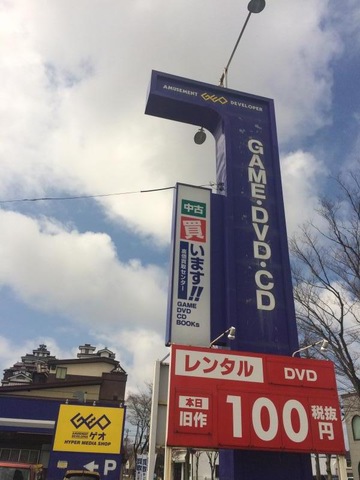 AMUSEMENT GEO DEVELOPER
GAME・DVD・CD
中古
買
います!!
GAME
DVD
CD
BOOKs
レンタル DVD
本日
旧作
100
税抜
円
GEO
ゲオ
HYPER MEDIA SHOP
P